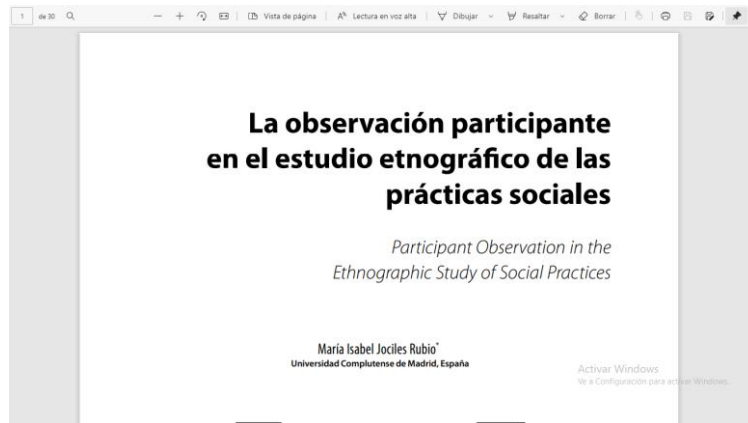 1 de 30 Vista de página Lectura en voz alta Dibujar Resaltar Borrar
La observación participante
en el estudio etnográfico de las
prácticas sociales
Participant Observation in the
Ethnographic Study of Social Practices
María Isabel Jociles Rubio*
Universidad Complutense de Madrid, España
Activar Windows
Ve a Configuración para activar Windows.